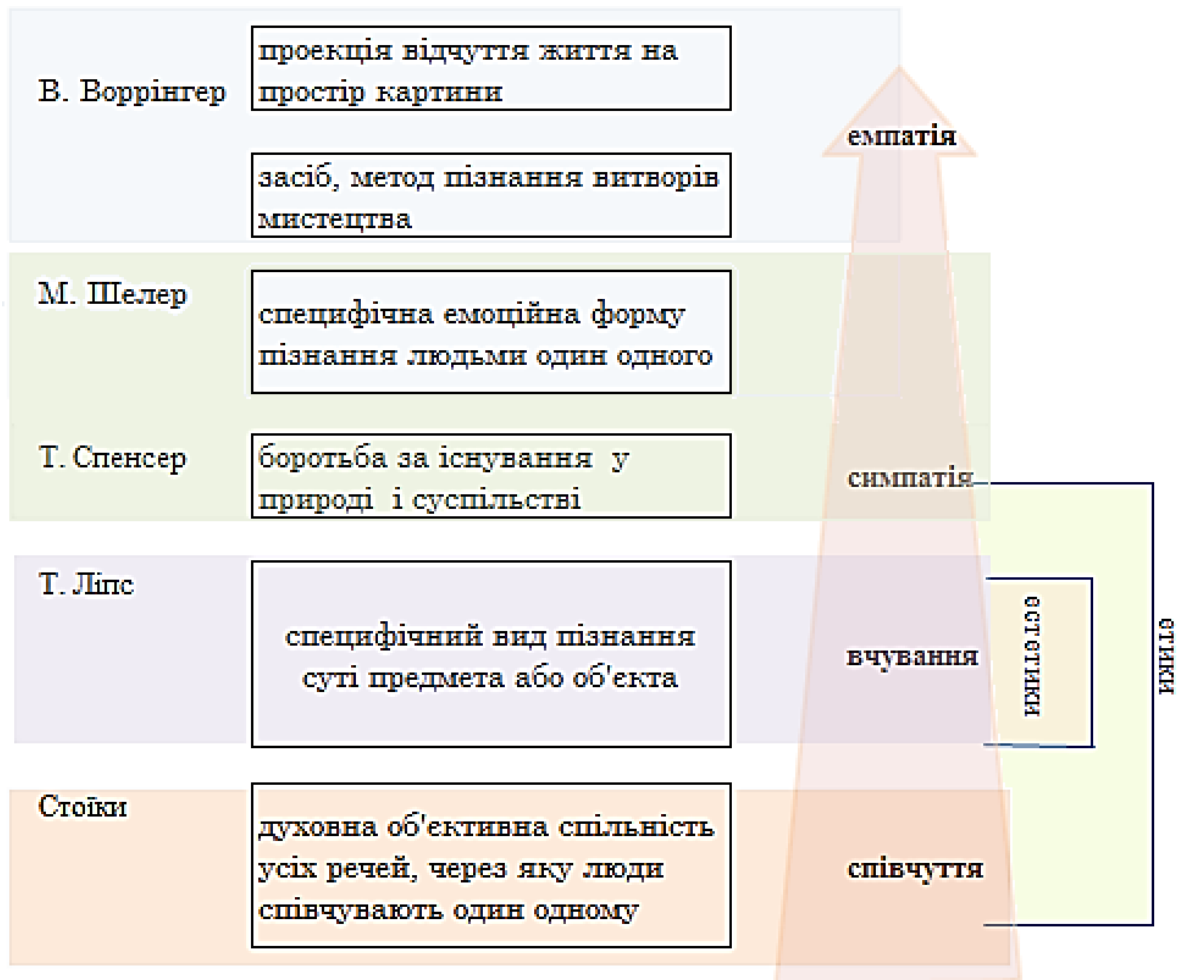 В. Воррінгер
проекція відчуття життя на
простір картини
емпатія
засіб, метод пізнання витворів
мистецтва
М. Шелер
специфічна емоційна форму
пізнання людьми один одного
Т. Спенсер
боротьба за існування у
природі і суспільстві
симпатія
Т. Ліпс
специфічний вид пізнання
суті предмета або об'єкта
вчування
естетики
етики
Стоїки
духовна об'єктивна спільність
усіх речей, через яку люди
співчувають один одному
співчуття